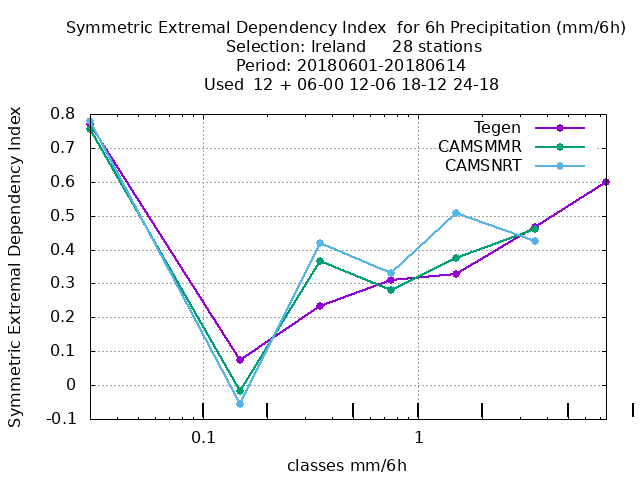 Symmetric Extremal Dependency Index  for 6h Precipitation (mm/6h)
Selection: Ireland     28 stations
Period: 20180601-20180614
Used  12 + 06-00 12-06 18-12 24-18
Symmetric Extremal Dependency Index
0.8
0.7
0.6
0.5
0.4
0.3
0.2
0.1
0
-0.1
Tegen
CAMSMMR
CAMSNRT
0.1
1
classes mm/6h